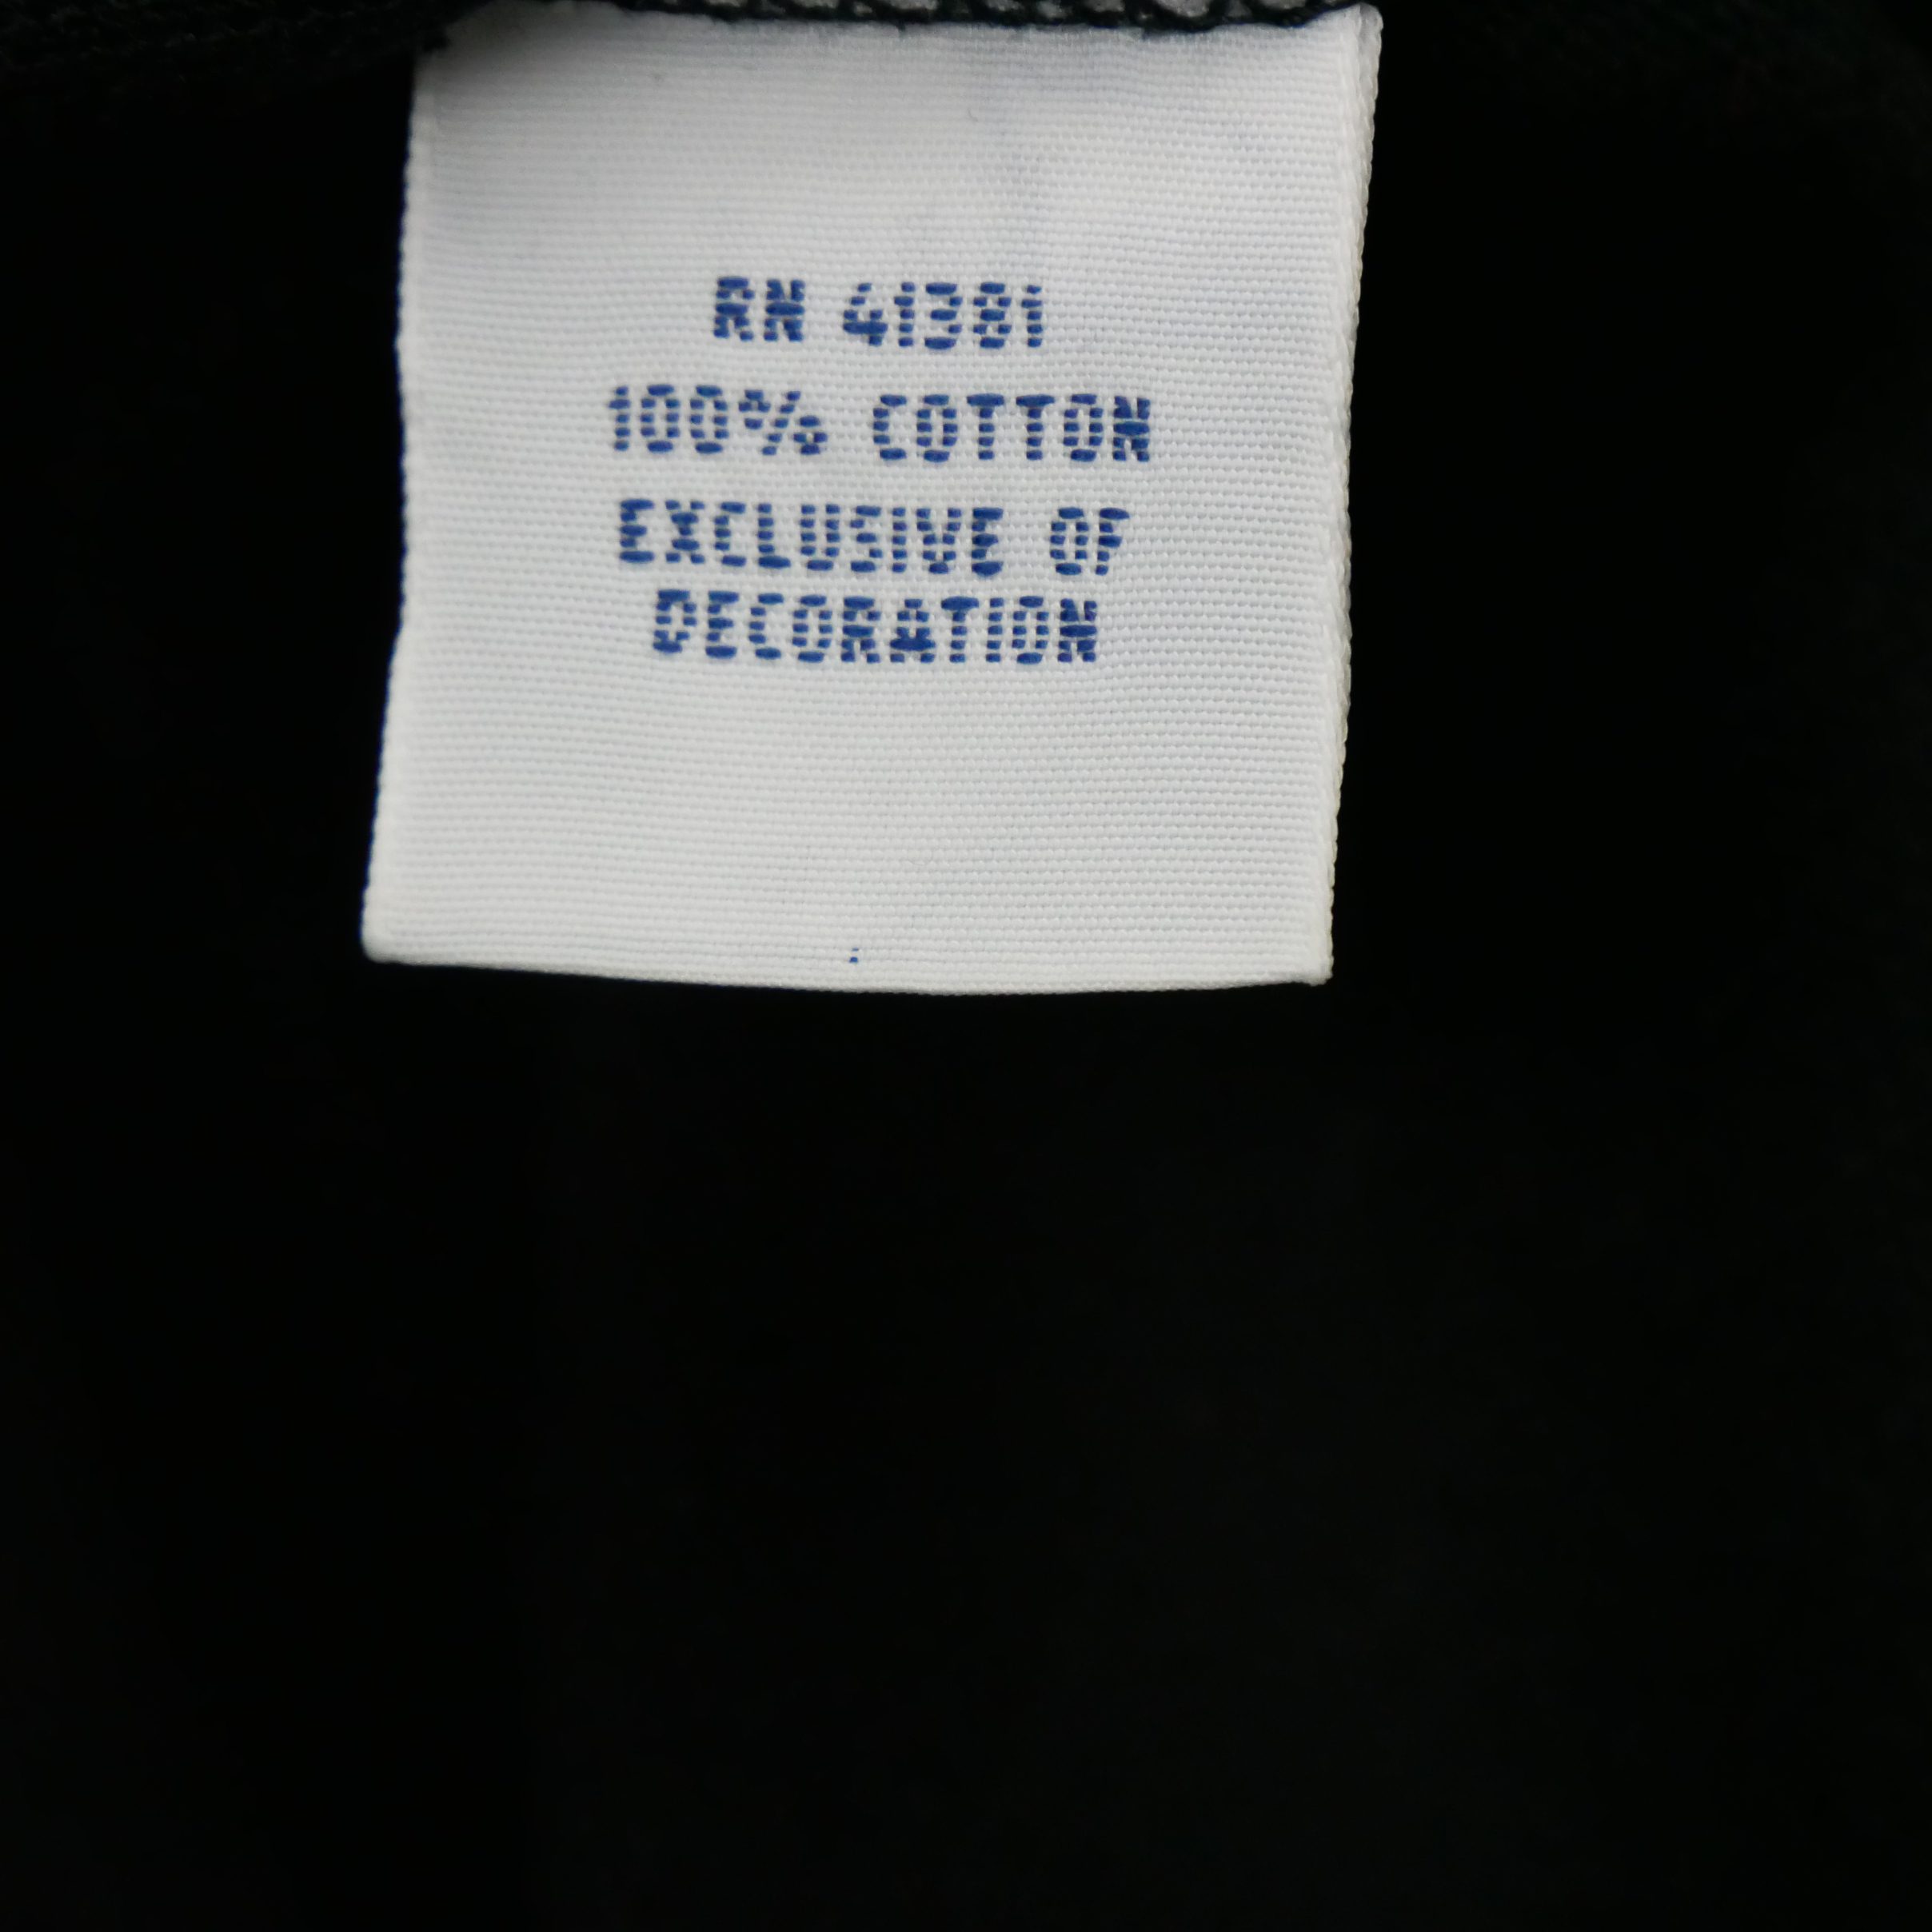 RN 41381
100% COTTON
EXCLUSIVE OF
DECORATION